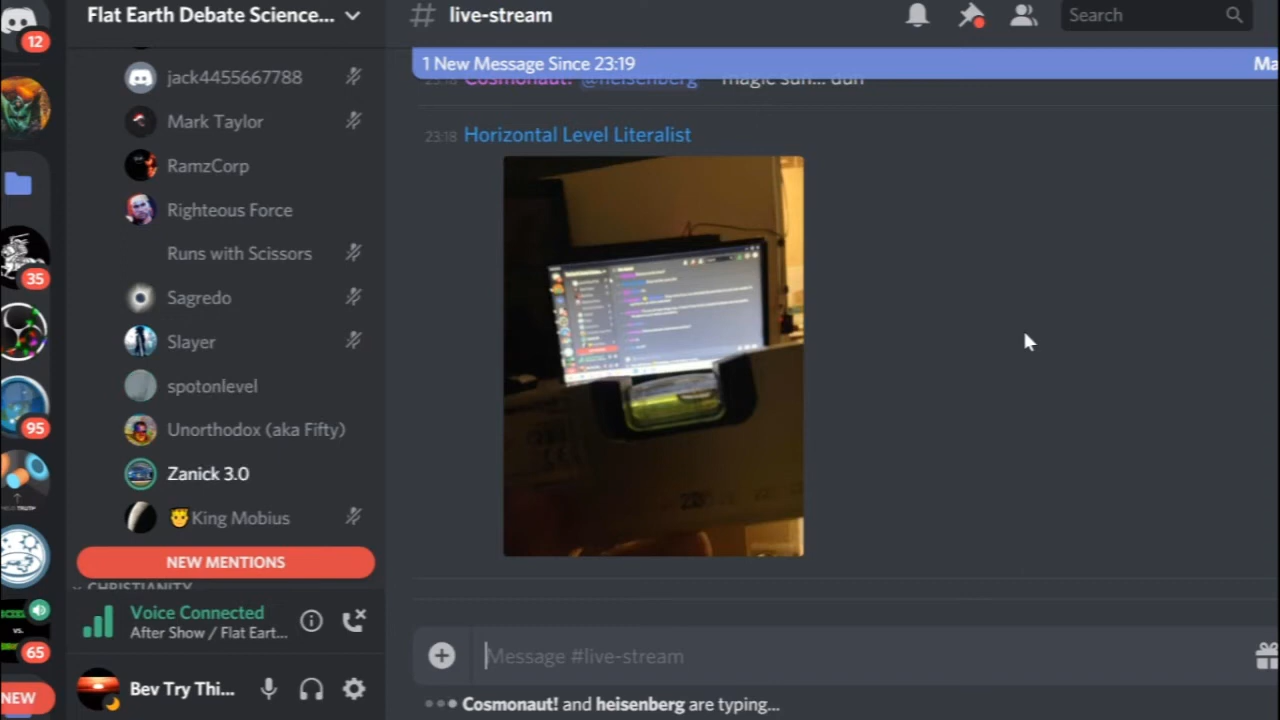 12
35
95
65
NEW
Flat Earth Debate Science...
jack4455667788
Mark Taylor
RamzCorp
Righteous Force
Runs with Scissors
Sagredo
Slayer
spotonlevel
Unorthodox (aka Fifty)
Zanick 3.0
King Mobius
NEW MENTIONS
CHRISTIANITY
Voice Connected
After Show / Flat Eart...
Bev Try Thi...
# live-stream
Search
1 New Message Since 23:19
Ma
23:18 Cosmonaut! @heisenberg magic sun... duh
23:18 Horizontal Level Literalist
Message #live-stream
Cosmonaut! and heisenberg are typing...